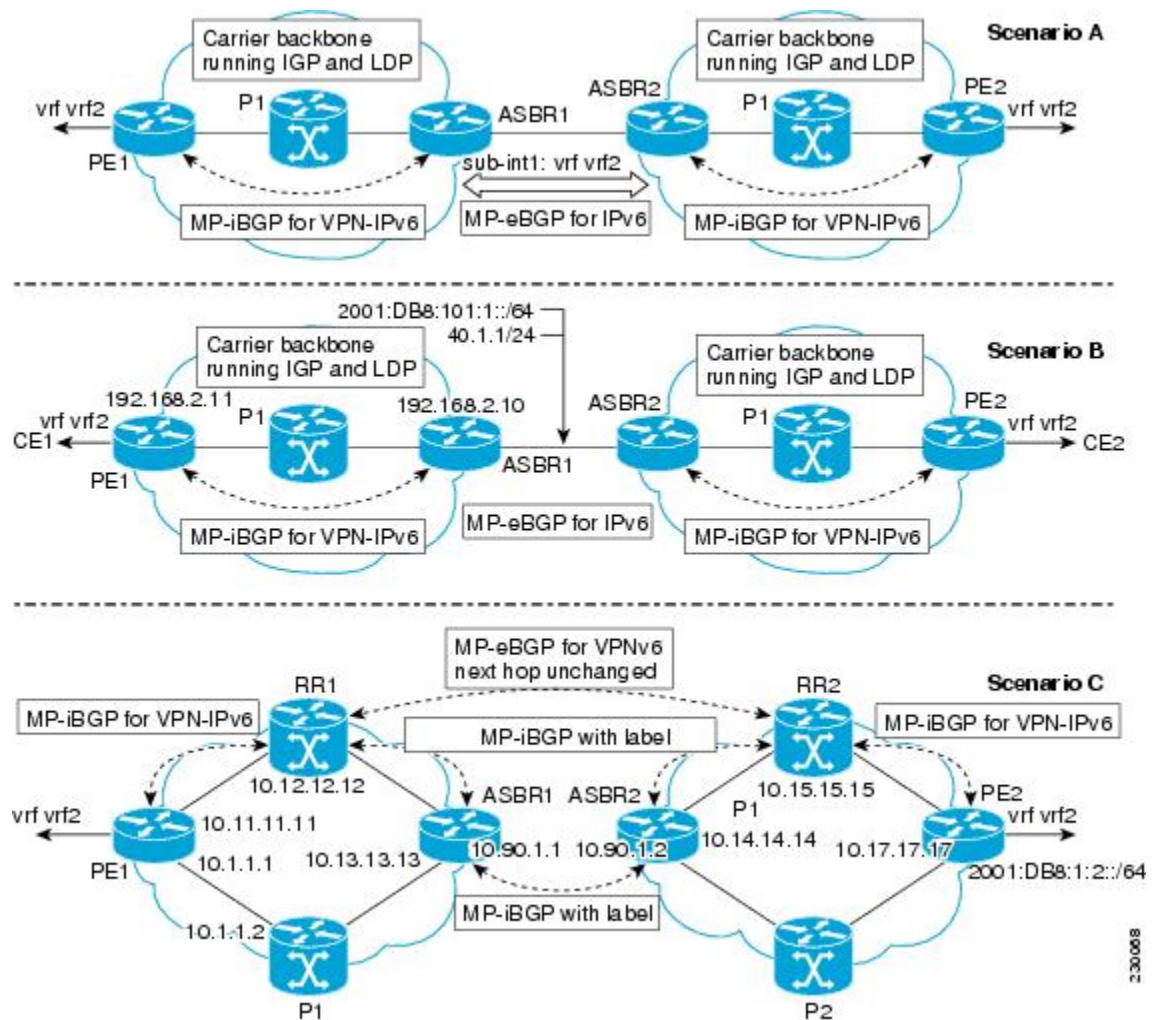 Scenario A
Carrier backbone
running IGP and LDP
P1
vrf vrf2
PE1
ASBR1
MP-iBGP for VPN-IPv6
sub-int1: vrf vrf2
MP-eBGP for IPv6
Carrier backbone
running IGP and LDP
ASBR2
P1
PE2
vrf vrf2
MP-iBGP for VPN-IPv6
Scenario B
2001:DB8:101:1::/64
40.1.1/24
Carrier backbone
running IGP and LDP
192.168.2.11
P1
192.168.2.10
vrf vrf2
CE1
PE1
ASBR1
MP-iBGP for VPN-IPv6
MP-eBGP for IPv6
Carrier backbone
running IGP and LDP
ASBR2
P1
PE2
vrf vrf2
CE2
MP-iBGP for VPN-IPv6
Scenario C
MP-eBGP for VPNv6
next hop unchanged
RR1
RR2
MP-iBGP for VPN-IPv6
MP-iBGP with label
MP-iBGP for VPN-IPv6
10.12.12.12
10.15.15.15
ASBR1
ASBR2
P1
PE2
vrf vrf2
10.11.11.11
PE1
10.1.1.1
10.13.13.13
10.90.1.1
10.90.1.2
10.14.14.14
10.17.17.17
vrf vrf2
2001:DB8:1:2::/64
MP-iBGP with label
10.1.1.2
P1
P2
230068